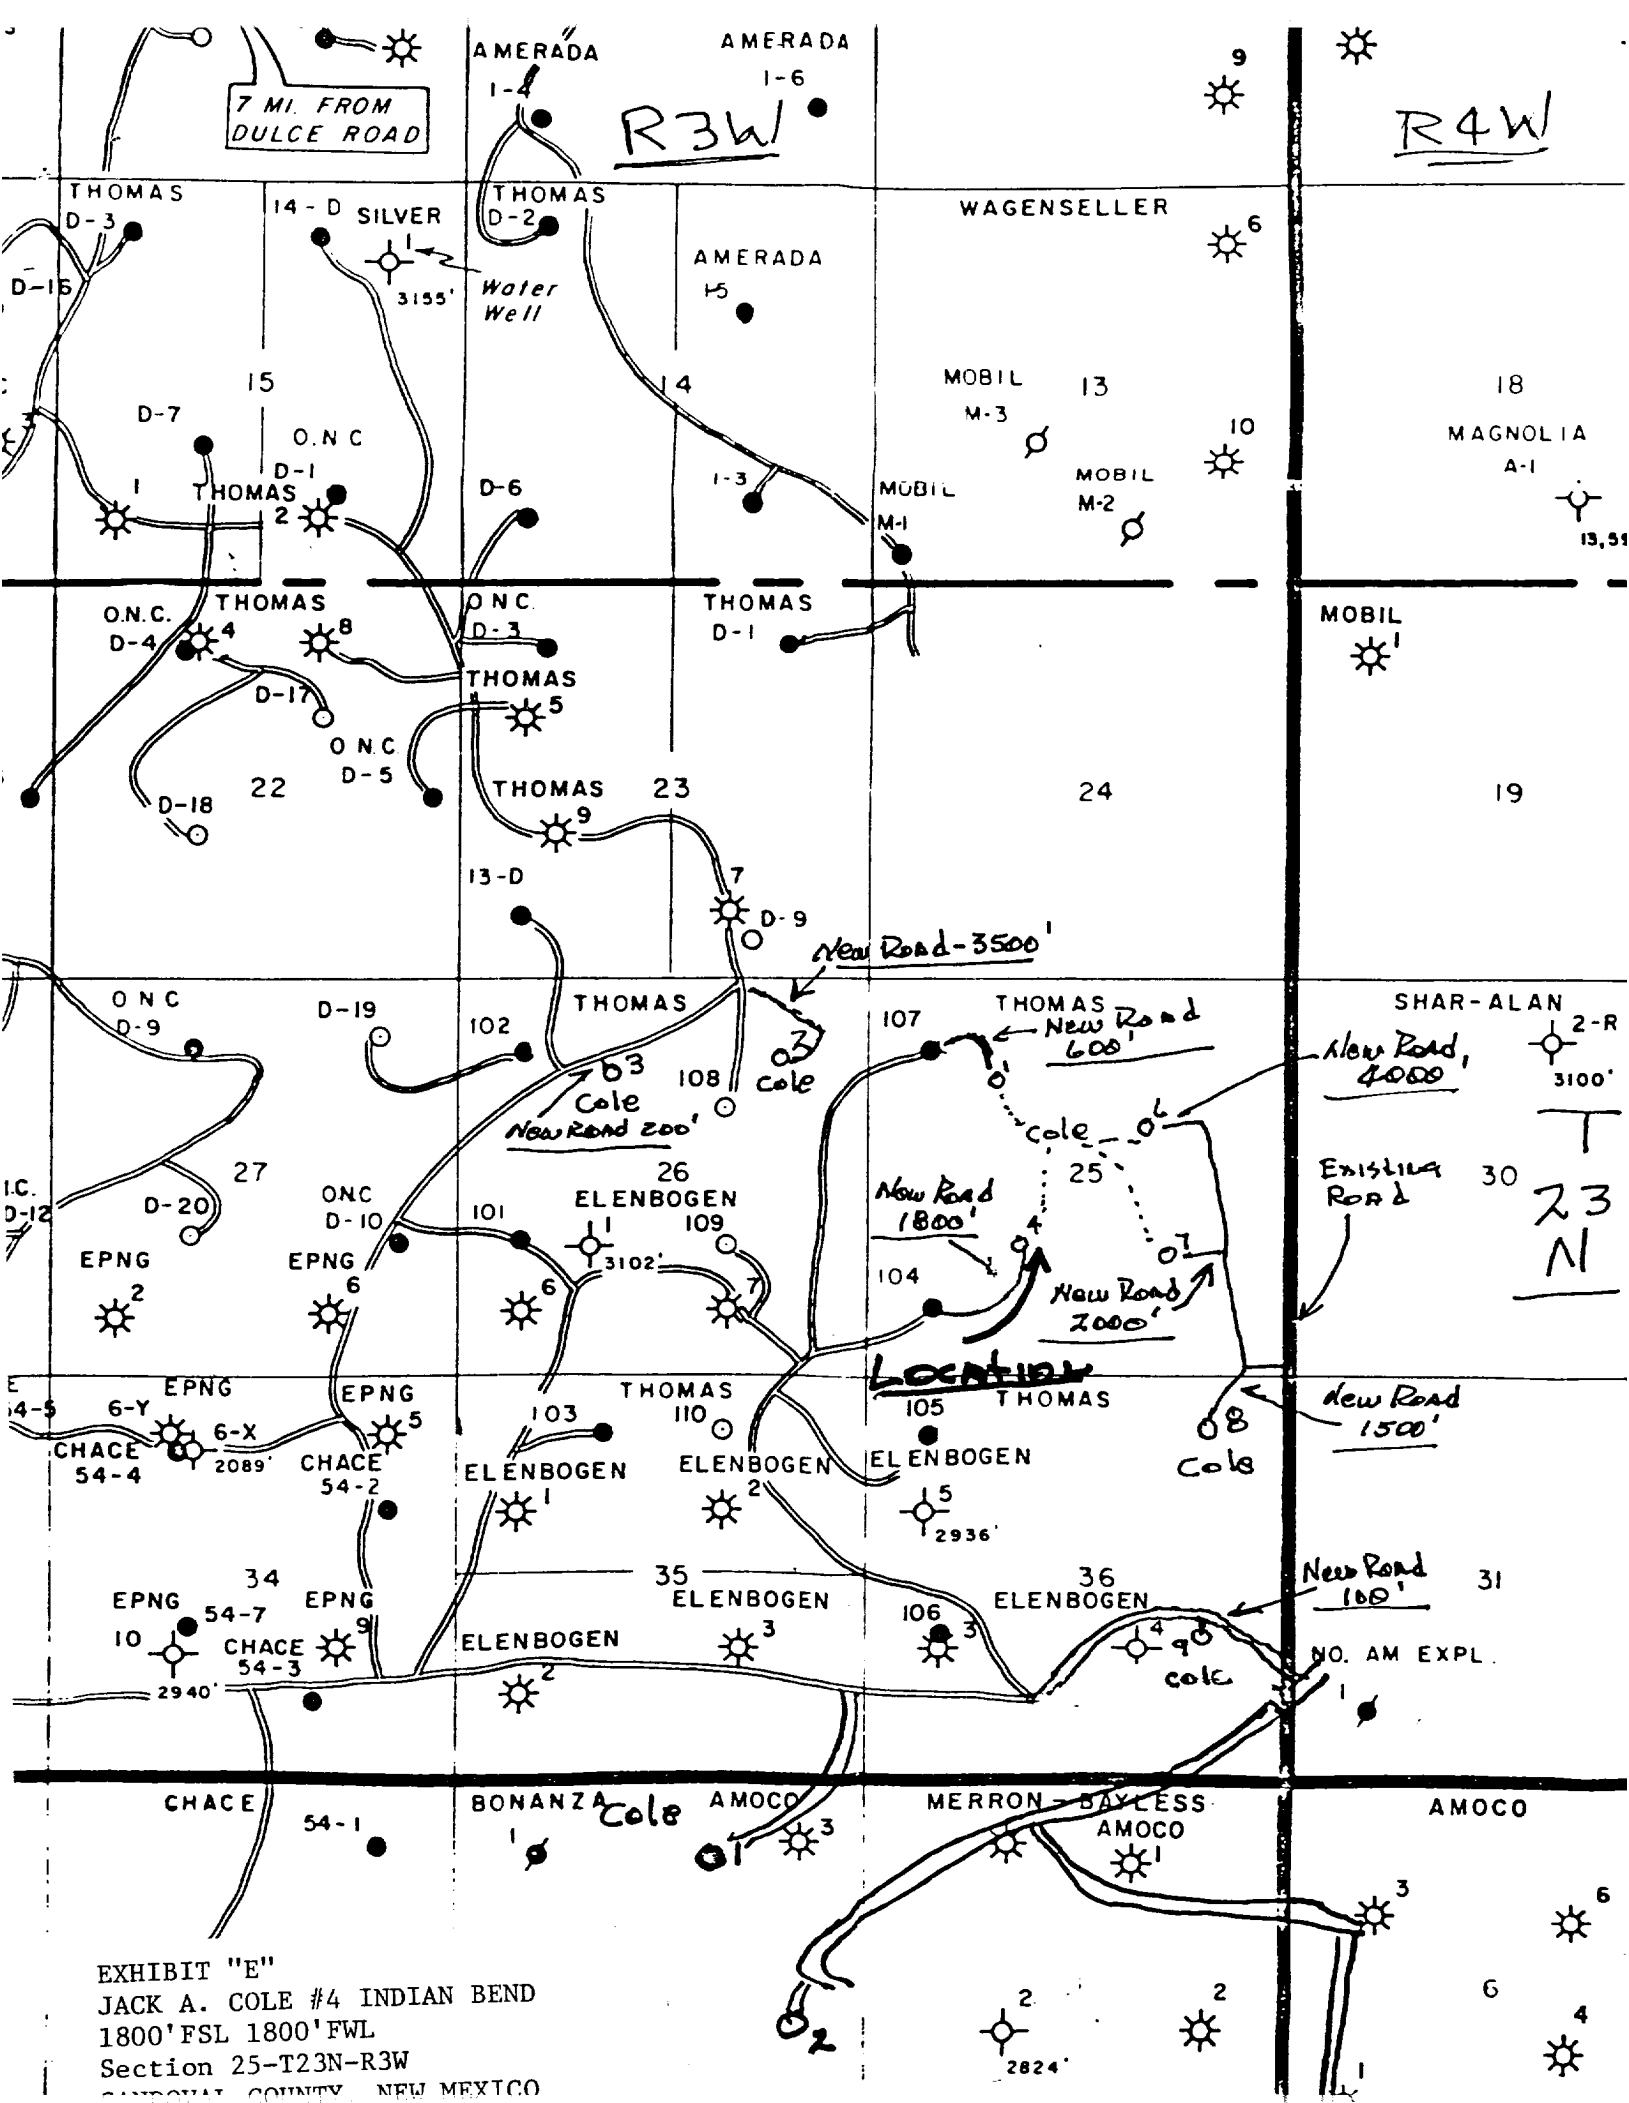 AMERADA
AMERADA
1-6
1-4
9
7 MI. FROM
DULCE ROAD
R3W
R4W
THOMAS
D-3
14-D
SILVER
1
THOMAS
D-2
WAGENSELLER
6
AMERADA
1-5
D-16
3155'
Water
Well
15
14
MOBIL
M-3
13
18
D-7
O.N.C
D-1
10
MAGNOLIA
A-1
3
1
THOMAS
2
D-6
1-3
MOBIL
M-1
MOBIL
M-2
O.N.C.
D-4
THOMAS
4
8
O N C.
D-3
THOMAS
D-1
MOBIL
1
D-17
THOMAS
5
O N.C
D-5
22
THOMAS
9
23
24
19
D-18
13-D
7
D-9
New Road-3500'
O N C
D-9
D-19
102
THOMAS
107
THOMAS
New Road
600'
SHAR-ALAN
2-R
3100'
New Road,
4000'
3
Cole
New Road 200'
108
2
Cole
Cole
6
25
27
26
Existing
Road
30
T
23
N
D-12
D-20
ONC
D-10
101
ELENBOGEN
1
3102'
109
New Road
1800'
4
7
EPNG
2
EPNG
6
6
7
104
New Road
2000'
Location
EPNG
6-Y
6-X
2089'
EPNG
5
THOMAS
110
THOMAS
105
New Road
1500'
8
Cole
54-5
CHACE
54-4
CHACE
54-2
103
ELENBOGEN
1
ELENBOGEN
2
ELENBOGEN
5
2936'
34
35
36
31
New Road
100'
EPNG
10
54-7
EPNG
9
CHACE
54-3
2940'
ELENBOGEN
2
ELENBOGEN
3
106
3
ELENBOGEN
4
9
Cole
NO. AM EXPL.
1
CHACE
54-1
BONANZA
1
Cole
1
AMOCO
3
MERRON-BAYLESS
AMOCO
1
AMOCO
3
6
2
2
2824'
2
6
4
1
EXHIBIT "E"
JACK A. COLE #4 INDIAN BEND
1800'FSL 1800'FWL
Section 25-T23N-R3W
SANDOVAL COUNTY, NEW MEXICO